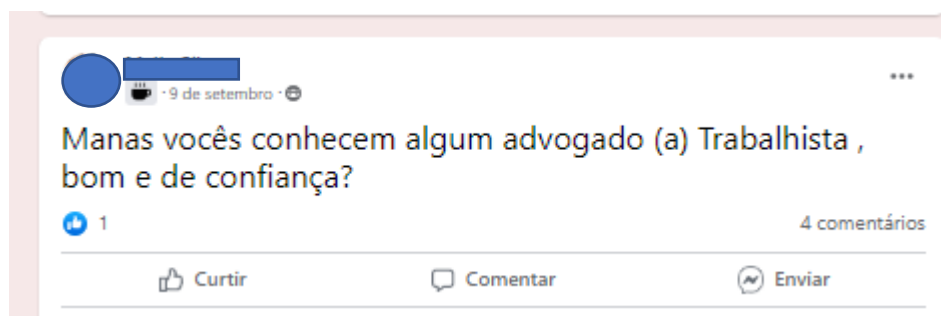 · 9 de setembro ·
Manas vocês conhecem algum advogado (a) Trabalhista ,
bom e de confiança?
1
4 comentários
Curtir
Comentar
Enviar